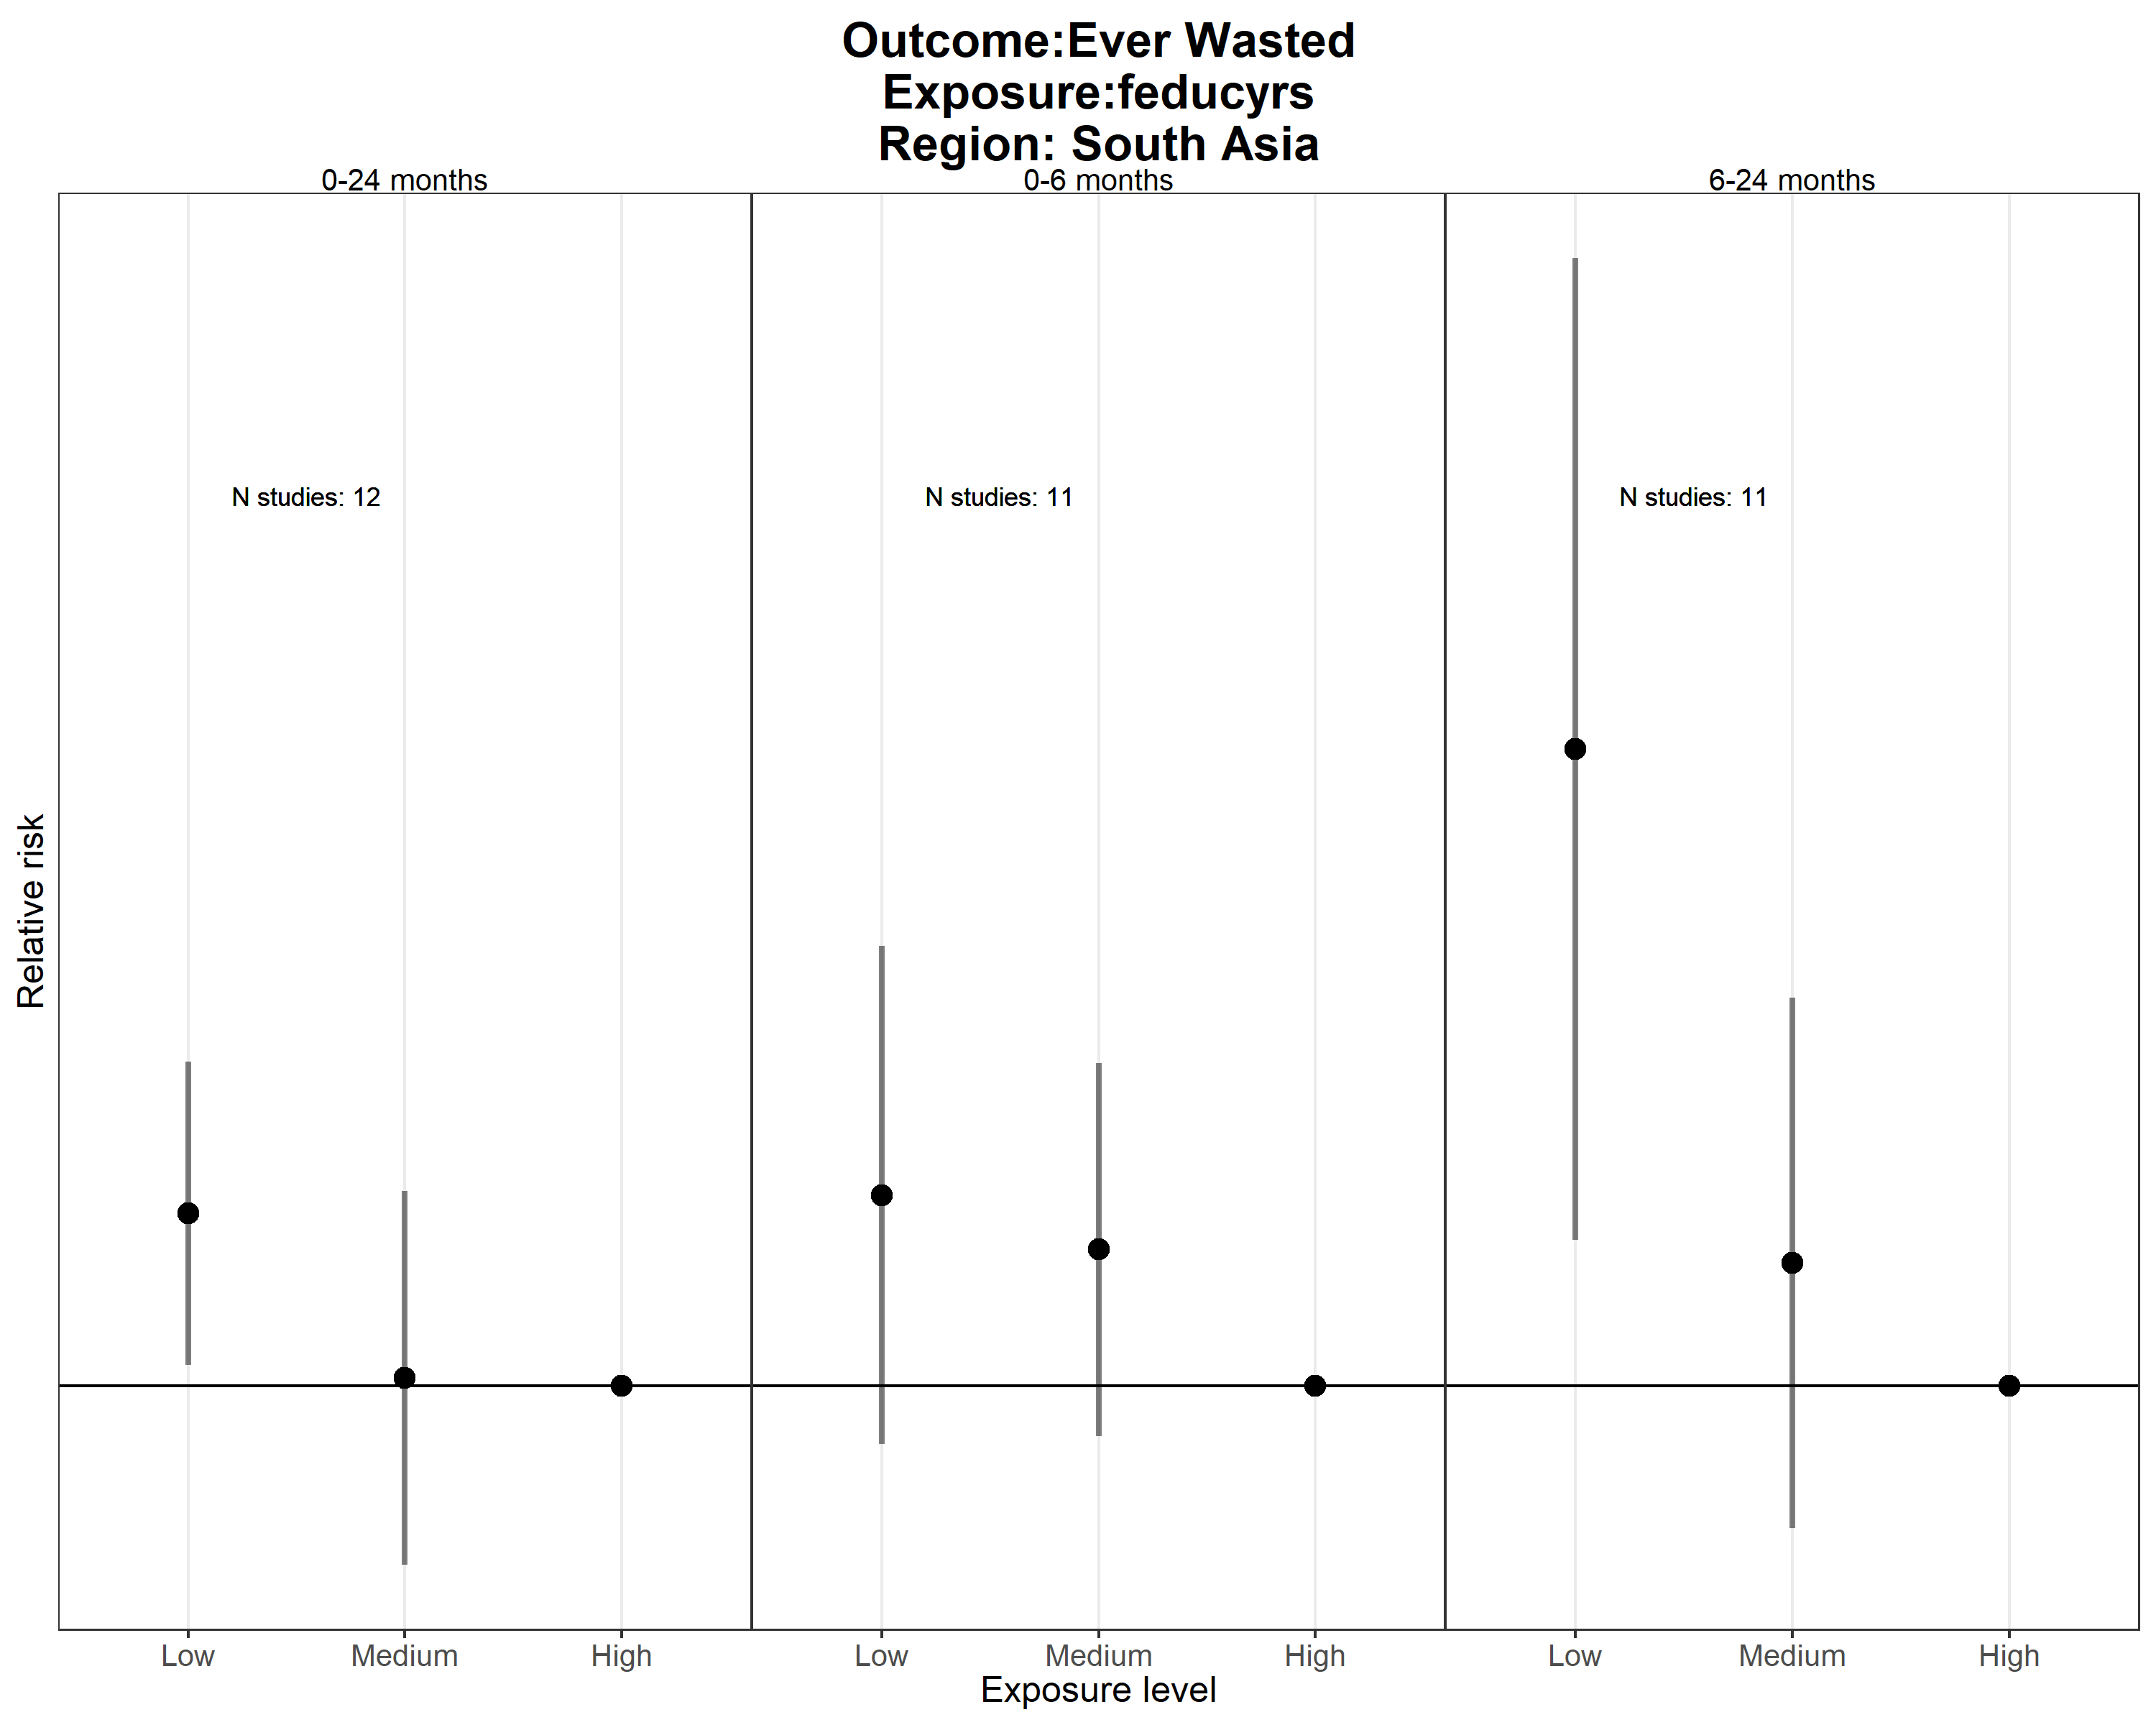 Outcome:Ever Wasted
Exposure:feducyrs
Region: South Asia
0-24 months
0-6 months
6-24 months
N studies: 12
N studies: 11
N studies: 11
Relative risk
Low
Medium
High
Low
Medium
High
Low
Medium
High
Exposure level